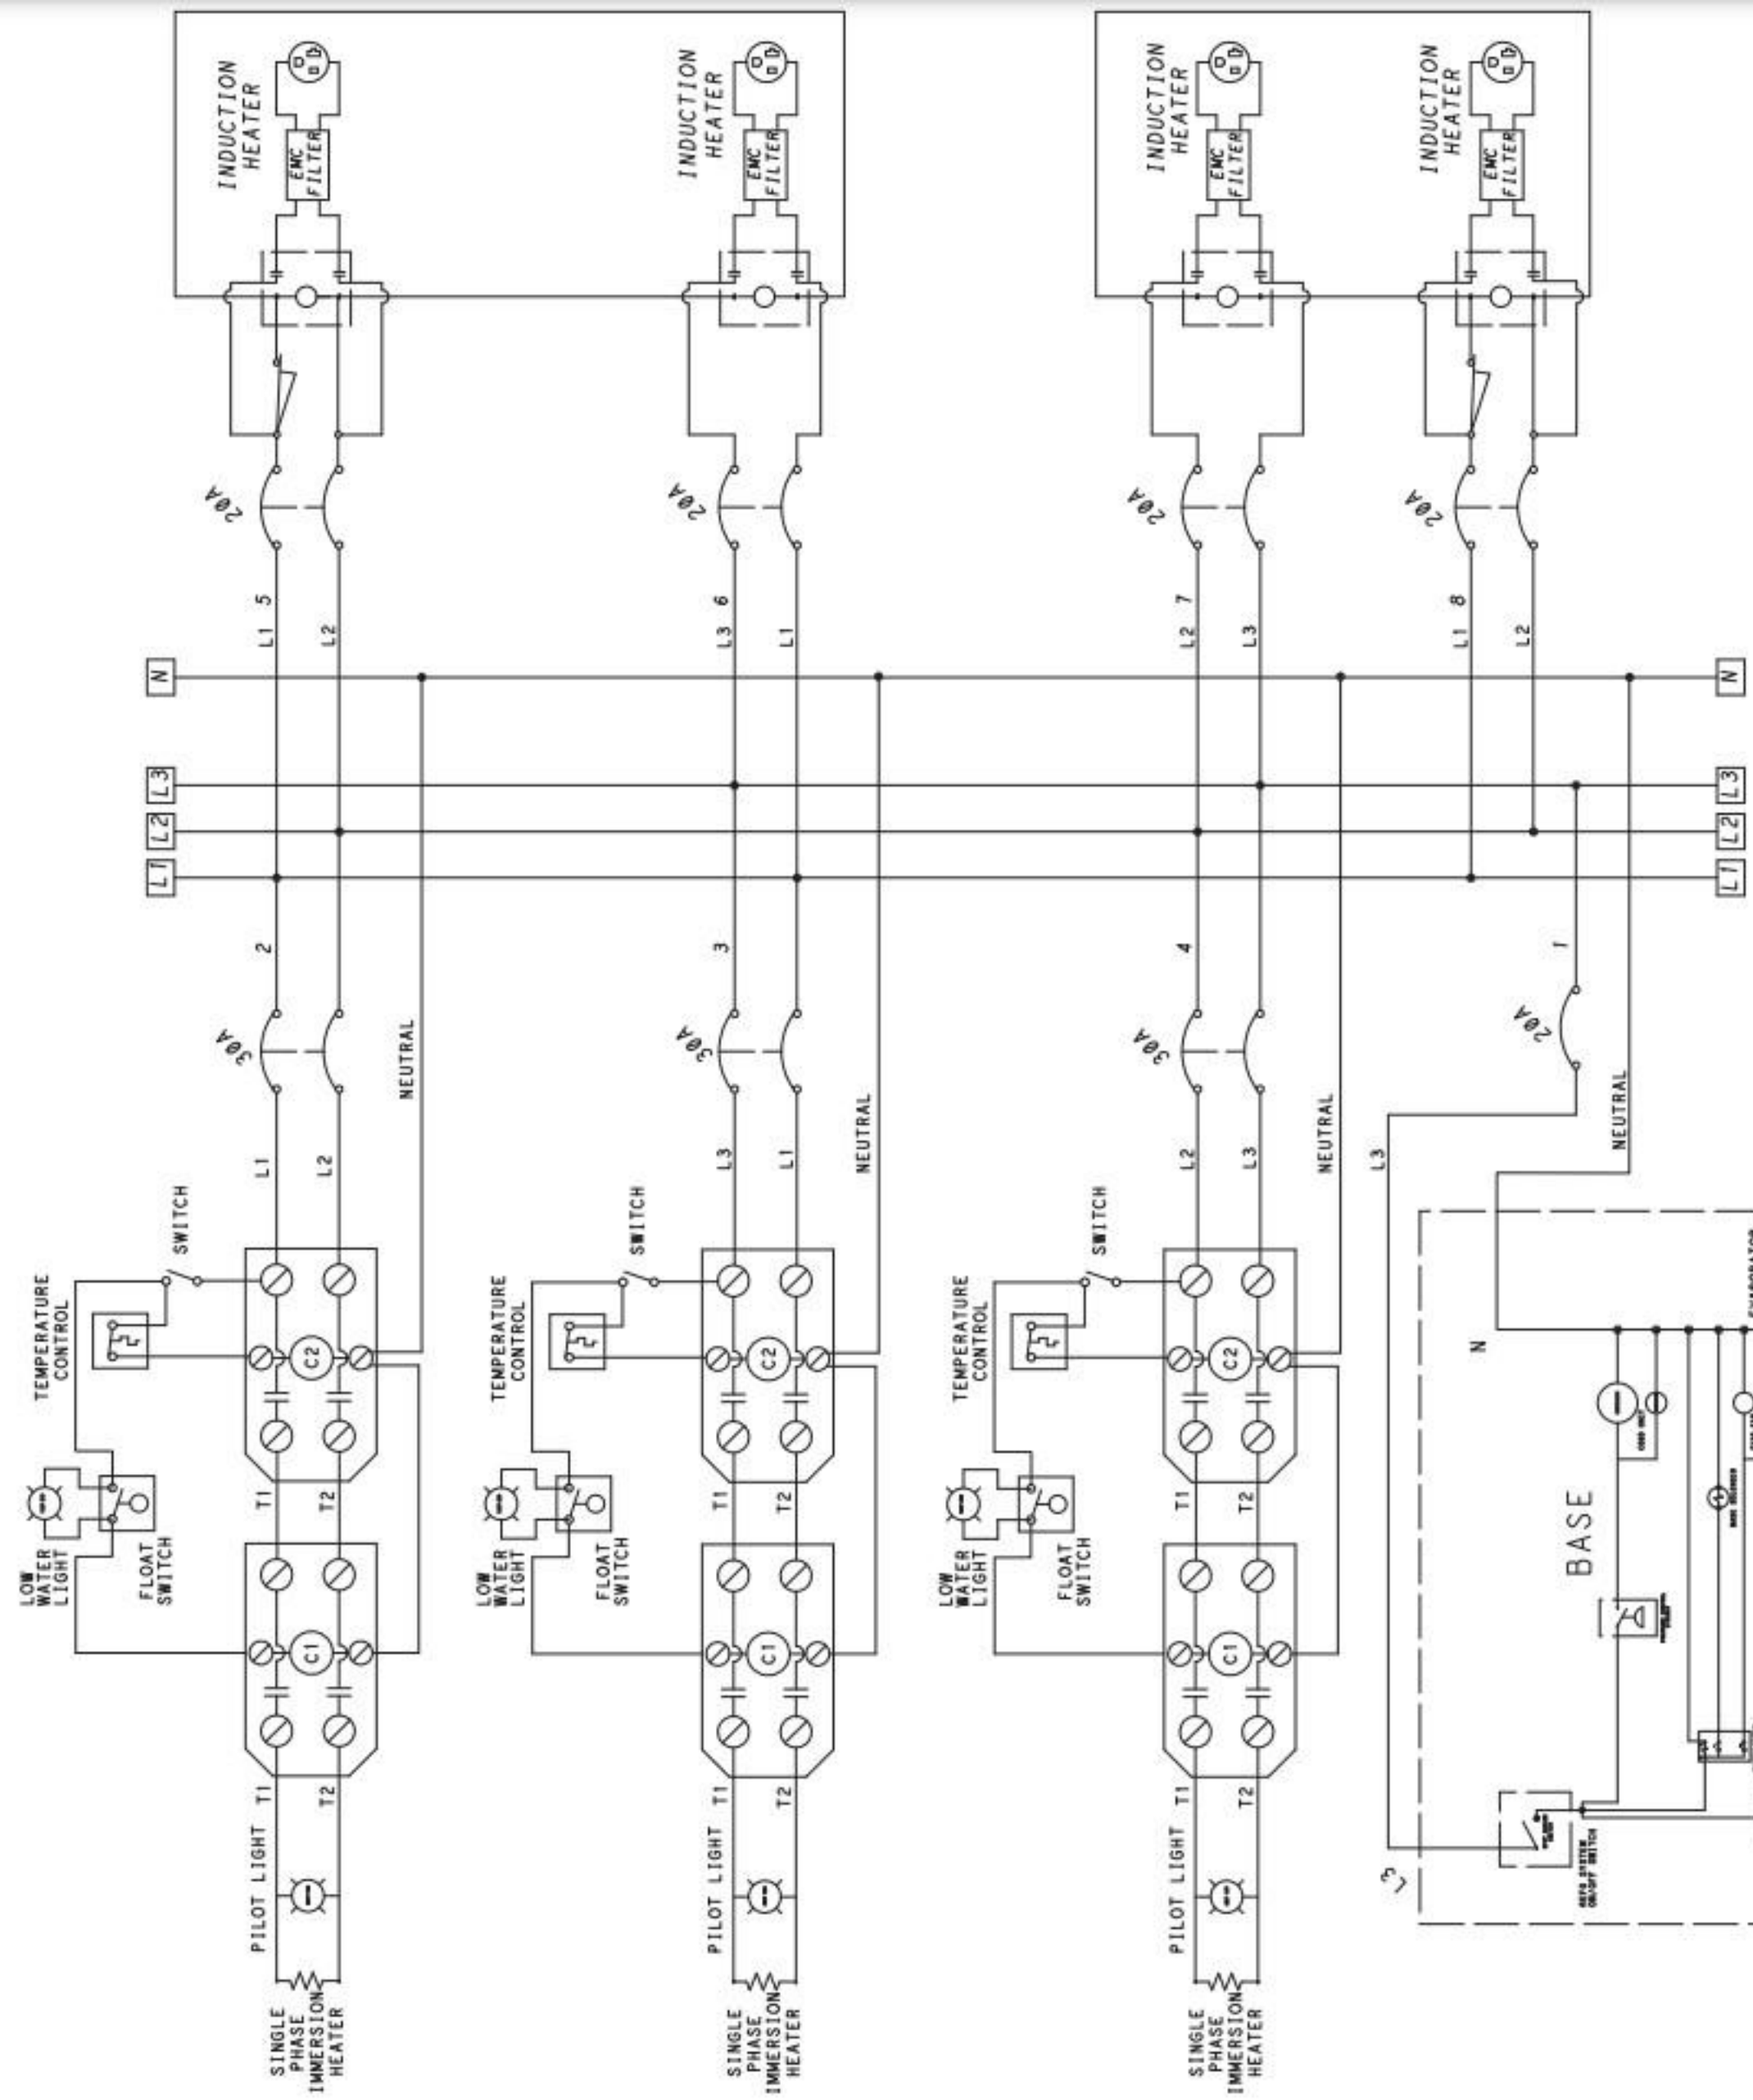 LOW
WATER
LIGHT
TEMPERATURE
CONTROL
FLOAT
SWITCH
SWITCH
L1
L2
L3
N
20A
INDUCTION
HEATER
30A
PILOT LIGHT
T1
T1
L1
2
L1
5
SINGLE
PHASE
IMMERSION
HEATER
C1
C2
EMC
FILTER
T2
T2
L2
L2
NEUTRAL
LOW
WATER
LIGHT
TEMPERATURE
CONTROL
FLOAT
SWITCH
SWITCH
30A
20A
INDUCTION
HEATER
PILOT LIGHT
T1
T1
L3
3
L3
6
SINGLE
PHASE
IMMERSION
HEATER
C1
C2
EMC
FILTER
T2
T2
L1
L1
NEUTRAL
LOW
WATER
LIGHT
TEMPERATURE
CONTROL
FLOAT
SWITCH
SWITCH
30A
20A
INDUCTION
HEATER
PILOT LIGHT
T1
T1
L2
4
L2
7
SINGLE
PHASE
IMMERSION
HEATER
C1
C2
EMC
FILTER
T2
T2
L3
L3
NEUTRAL
L3
L3
20A
INDUCTION
HEATER
L1
8
N
EMC
FILTER
L2
20A
1
BASE
REFG SYSTEM
ON/OFF SWITCH
NEUTRAL
L1
L2
L3
N